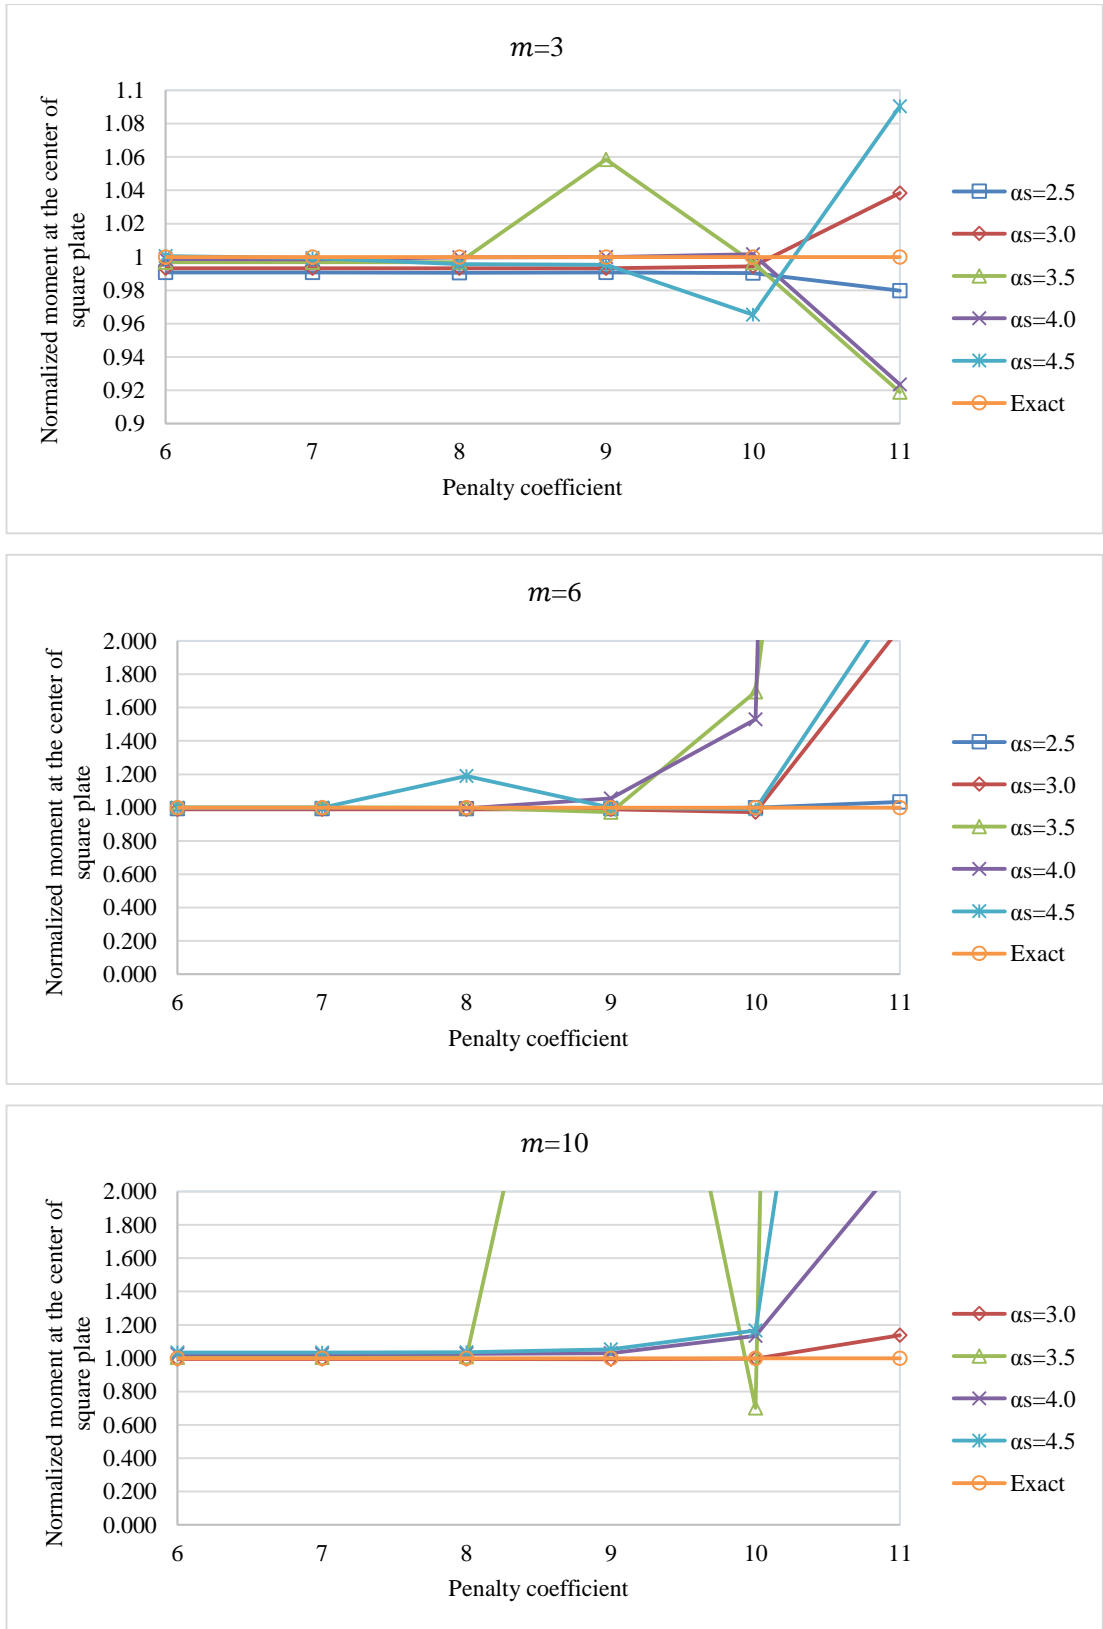 m=3
Normalized moment at the center of
square plate
1.1
1.08
1.06
1.04
1.02
1
0.98
0.96
0.94
0.92
0.9
6 7 8 9 10 11
Penalty coefficient
αs=2.5
αs=3.0
αs=3.5
αs=4.0
αs=4.5
Exact
m=6
Normalized moment at the center of
square plate
2.000
1.800
1.600
1.400
1.200
1.000
0.800
0.600
0.400
0.200
0.000
6 7 8 9 10 11
Penalty coefficient
αs=2.5
αs=3.0
αs=3.5
αs=4.0
αs=4.5
Exact
m=10
Normalized moment at the center of
square plate
2.000
1.800
1.600
1.400
1.200
1.000
0.800
0.600
0.400
0.200
0.000
6 7 8 9 10 11
Penalty coefficient
αs=3.0
αs=3.5
αs=4.0
αs=4.5
Exact